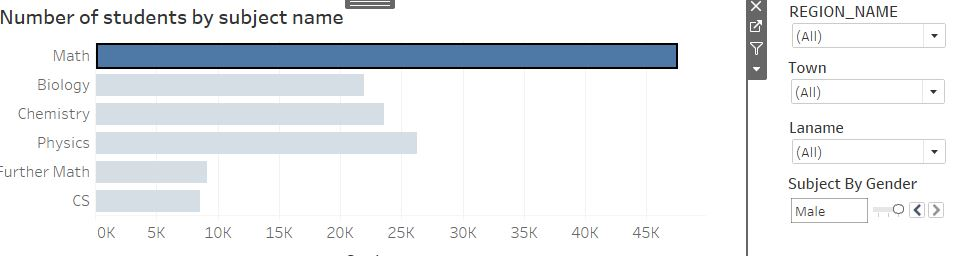 Number of students by subject name
Math
Biology
Chemistry
Physics
Further Math
CS
0K 5K 10K 15K 20K 25K 30K 35K 40K 45K
REGION_NAME
(All)
Town
(All)
Laname
(All)
Subject By Gender
Male